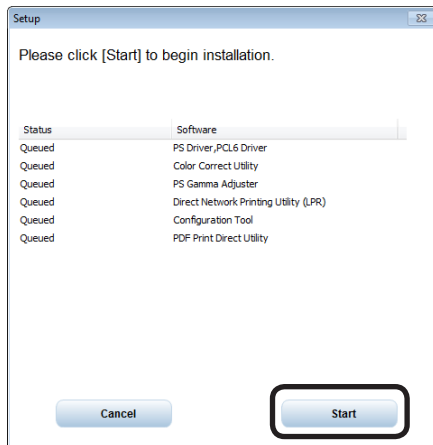 Setup
Please click [Start] to begin installation.
Status Software
Queued PS Driver,PCL6 Driver
Queued Color Correct Utility
Queued PS Gamma Adjuster
Queued Direct Network Printing Utility (LPR)
Queued Configuration Tool
Queued PDF Print Direct Utility
Cancel Start